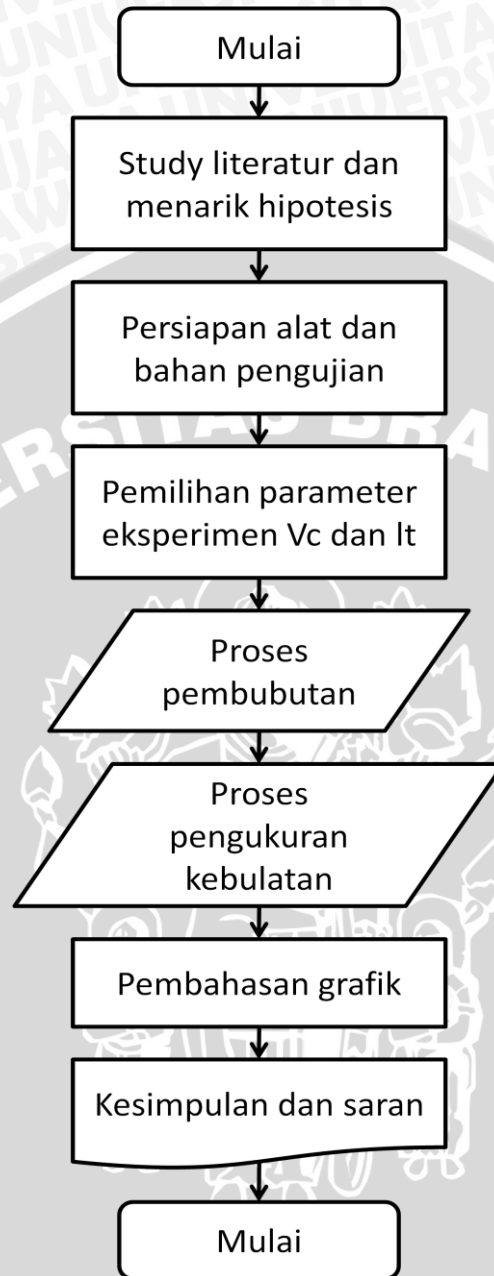 Mulai
Study literatur dan
menarik hipotesis
Persiapan alat dan
bahan pengujian
Pemilihan parameter
eksperimen Vc dan lt
Proses
pembubutan
Proses
pengukuran
kebulatan
Pembahasan grafik
Kesimpulan dan saran
Mulai